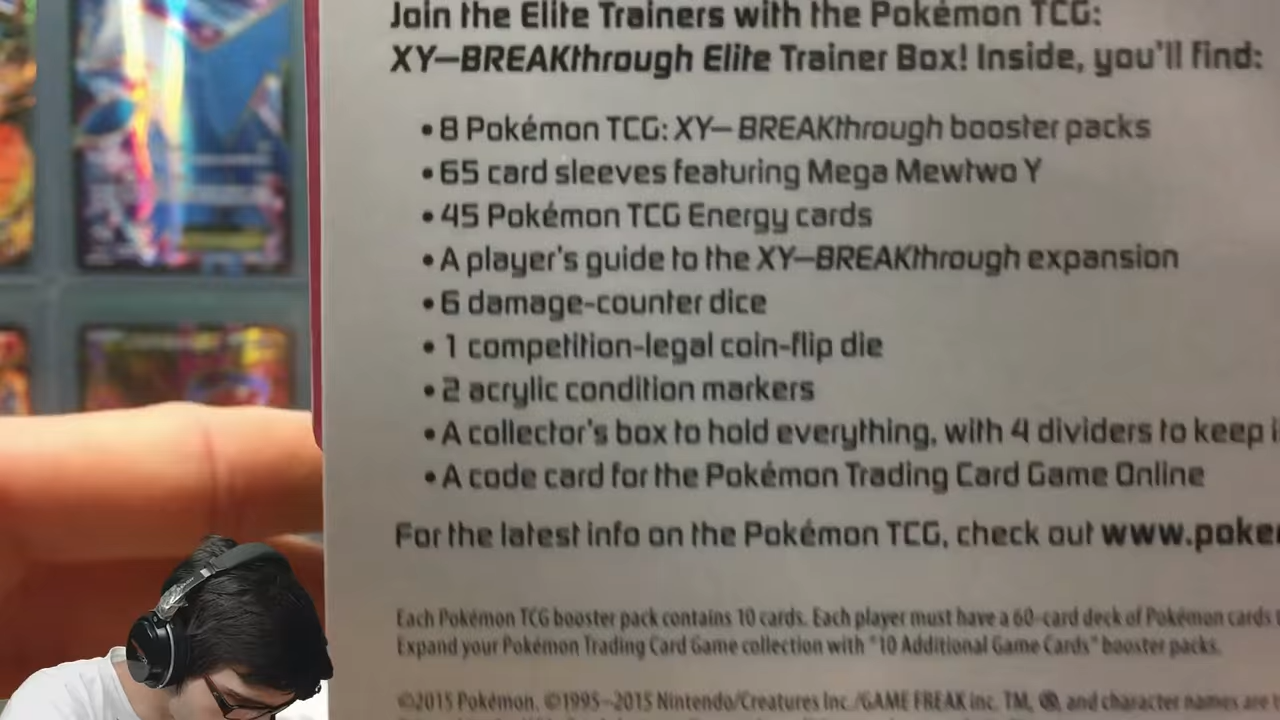 Join the Elite Trainers with the Pokémon TCG:
XY—BREAKthrough Elite Trainer Box! Inside, you'll find:
• 8 Pokémon TCG: XY— BREAKthrough booster packs
• 65 card sleeves featuring Mega Mewtwo Y
• 45 Pokémon TCG Energy cards
• A player's guide to the XY—BREAKthrough expansion
• 6 damage-counter dice
• 1 competition-legal coin-flip die
• 2 acrylic condition markers
• A collector's box to hold everything, with 4 dividers to keep
• A code card for the Pokémon Trading Card Game Online
For the latest info on the Pokémon TCG, check out www.poke
Each Pokémon TCG booster pack contains 10 cards. Each player must have a 60-card deck of Pokémon cards
Expand your Pokémon Trading Card Game collection with "10 Additional Game Cards" booster packs.
©2015 Pokémon. ©1995–2015 Nintendo/Creatures Inc./GAME FREAK inc. TM, ®, and character names are